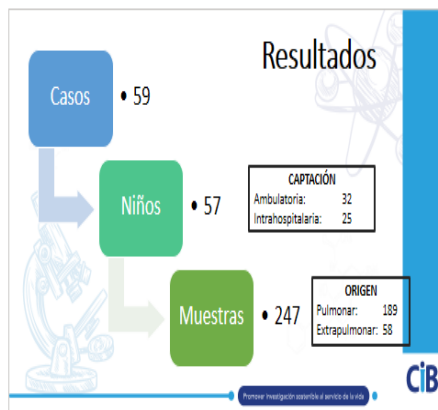 Resultados
Casos
• 59
Niños
• 57
CAPTACIÓN
Ambulatoria: 32
Intrahospitalaria: 25
Muestras
• 247
ORIGEN
Pulmonar: 189
Extrapulmonar: 58
Promover investigación sostenible al servicio de la vida
CiB